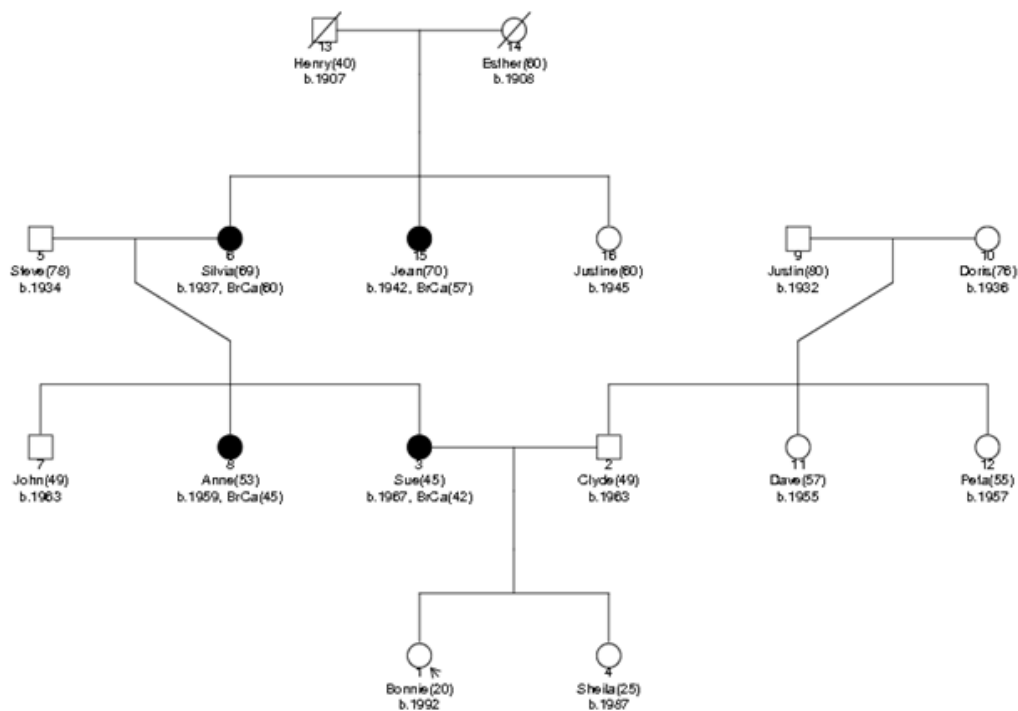 13 14
Henry(40) Esther(60)
b.1907 b.1908
5 6 15 16 9 10
Steve(78) Silvia(69) Jean(70) Justine(60) Justin(80) Doris(76)
b.1934 b.1937, BrCa(60) b.1942, BrCa(57) b.1945 b.1932 b.1936
7 8 3 2 11 12
John(49) Anne(53) Sue(45) Clyde(49) Dave(57) Peta(55)
b.1963 b.1959, BrCa(45) b.1967, BrCa(42) b.1963 b.1955 b.1957
1 4
Bonnie(20) Sheila(25)
b.1992 b.1987